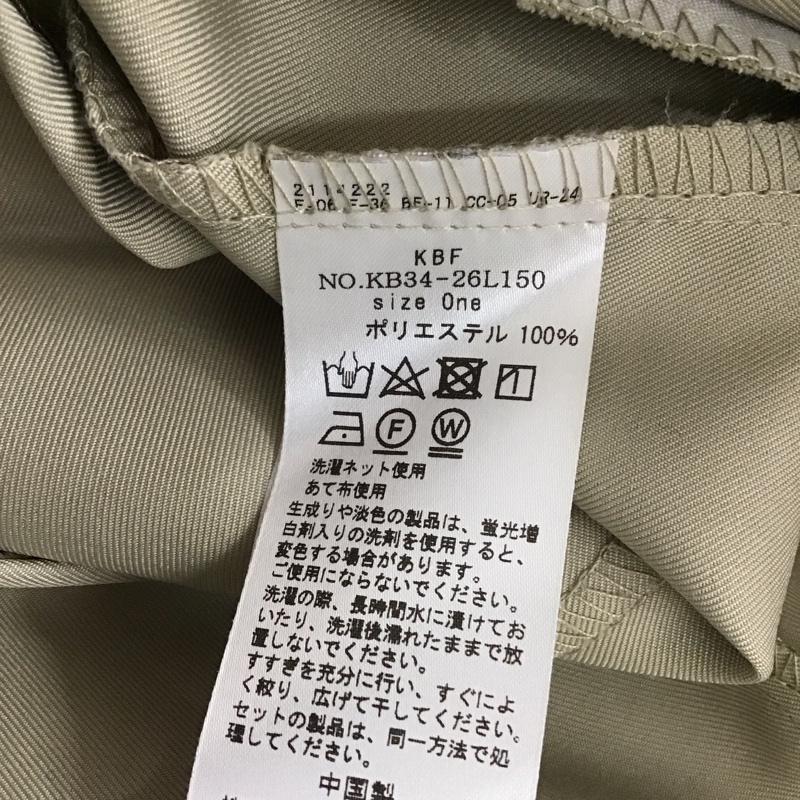 2114222
F-06 F-36 BF-11 CC-05 UR-24
KBF
NO.KB34-26L150
size One
ポリエステル 100%
F W
洗濯ネット使用
あて布使用
生成りや淡色の製品は、蛍光増
白剤入りの洗剤を使用すると、
変色する場合があります。
ご使用にならないでください。
洗濯の際、長時間水に漬けてお
いたり、洗濯後濡れたままで放
置しないでください。
すすぎを充分に行い、すぐによ
く絞り、広げて干してください。
セットの製品は、同一方法で処
理してください。
中国製